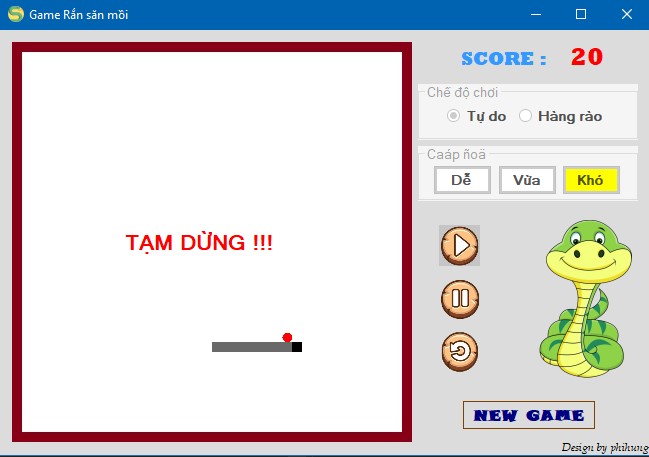 Game Rắn săn mồi
SCORE : 20
Chế độ chơi
Tự do
Hàng rào
Caáp ñoä
Dễ
Vừa
Khó
TẠM DỪNG !!!
NEW GAME
Design by phihung